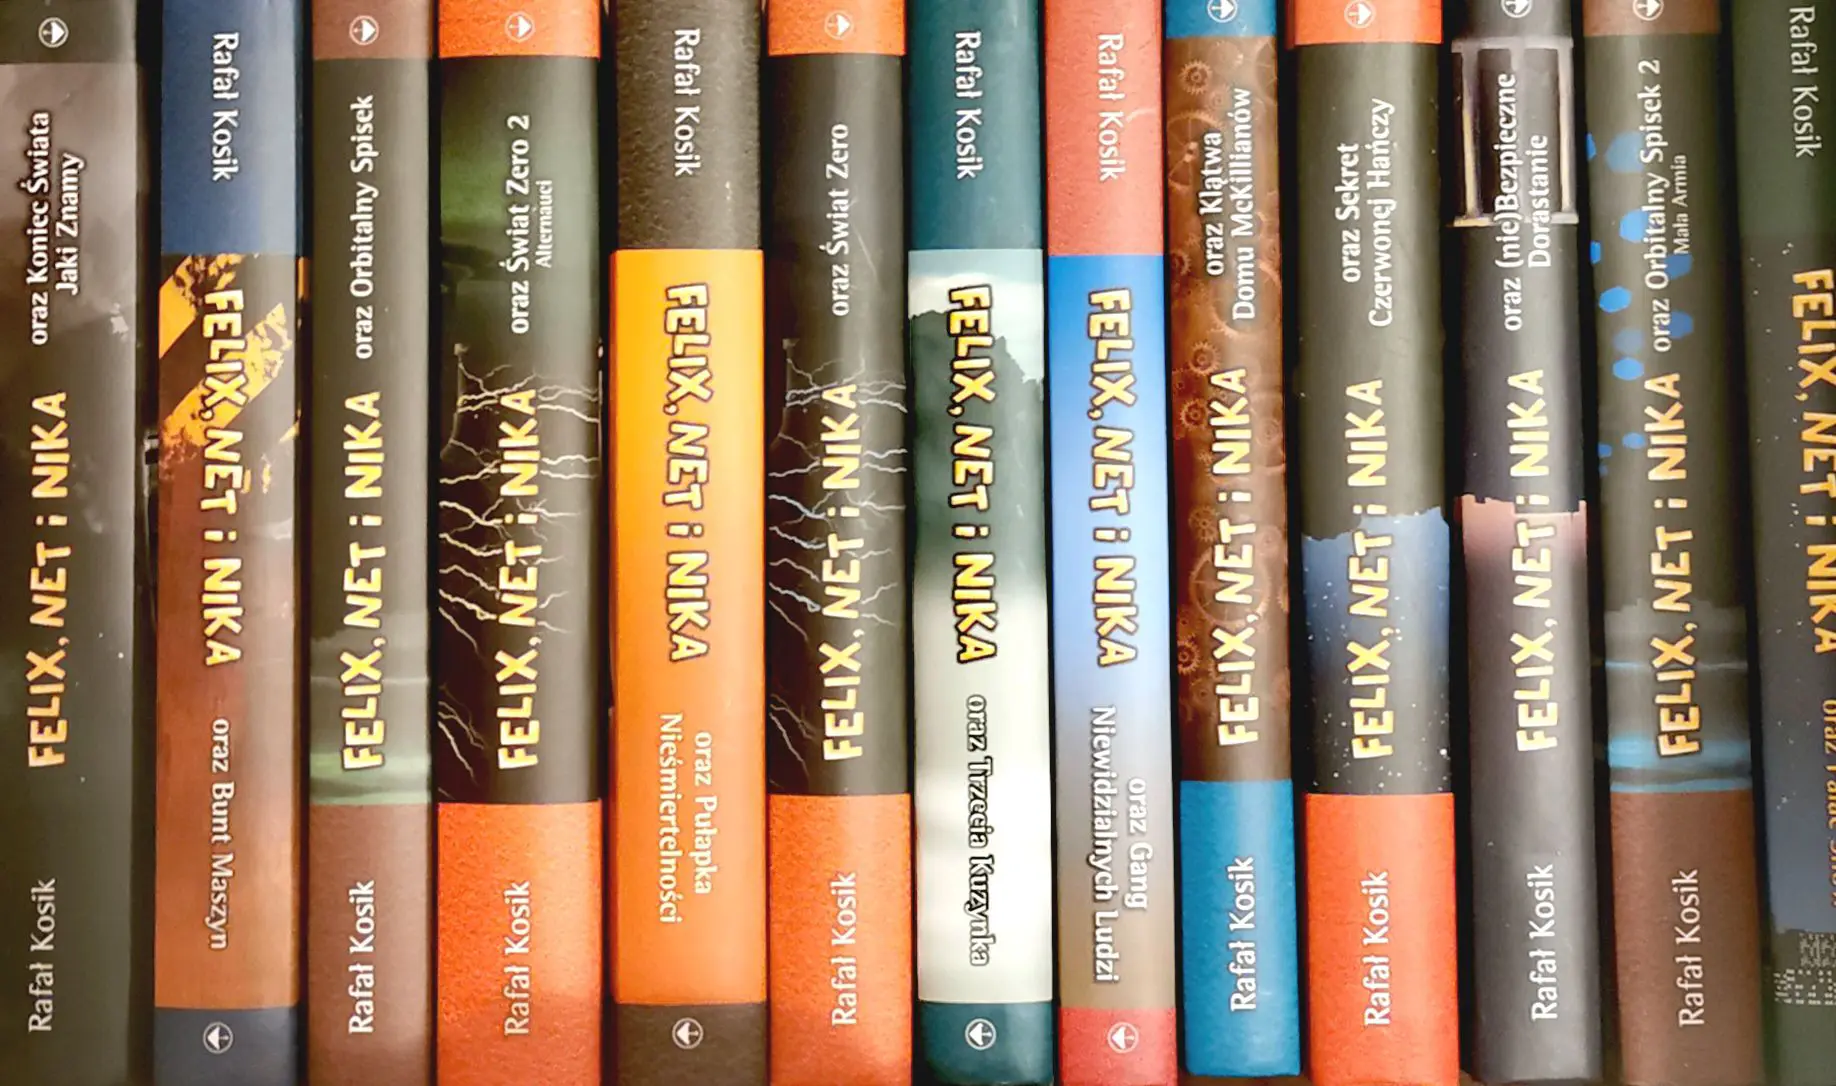 Rafał Kosik
FELIX, NET i NIKA
oraz Koniec Świata
Jaki Znamy
Rafał Kosik
FELIX, NET i NIKA
oraz Bunt Maszyn
Rafał Kosik
FELIX, NET i NIKA
oraz Orbitalny Spisek
Rafał Kosik
FELIX, NET i NIKA
oraz Świat Zero 2
Alternauci
Rafał Kosik
FELIX, NET i NIKA
oraz Pułapka
Nieśmiertelności
Rafał Kosik
FELIX, NET i NIKA
oraz Świat Zero
Rafał Kosik
FELIX, NET i NIKA
oraz Trzecia Kuzynka
Rafał Kosik
FELIX, NET i NIKA
oraz Gang
Niewidzialnych Ludzi
Rafał Kosik
FELIX, NET i NIKA
oraz Klątwa
Domu McKillianów
Rafał Kosik
FELIX, NET i NIKA
oraz Sekret
Czerwonej Hańczy
Rafał Kosik
FELIX, NET i NIKA
oraz (nie)Bezpieczne
Dorastanie
Rafał Kosik
FELIX, NET i NIKA
oraz Orbitalny Spisek 2
Mała Armia
Rafał Kosik
FELIX, NET i NIKA
oraz